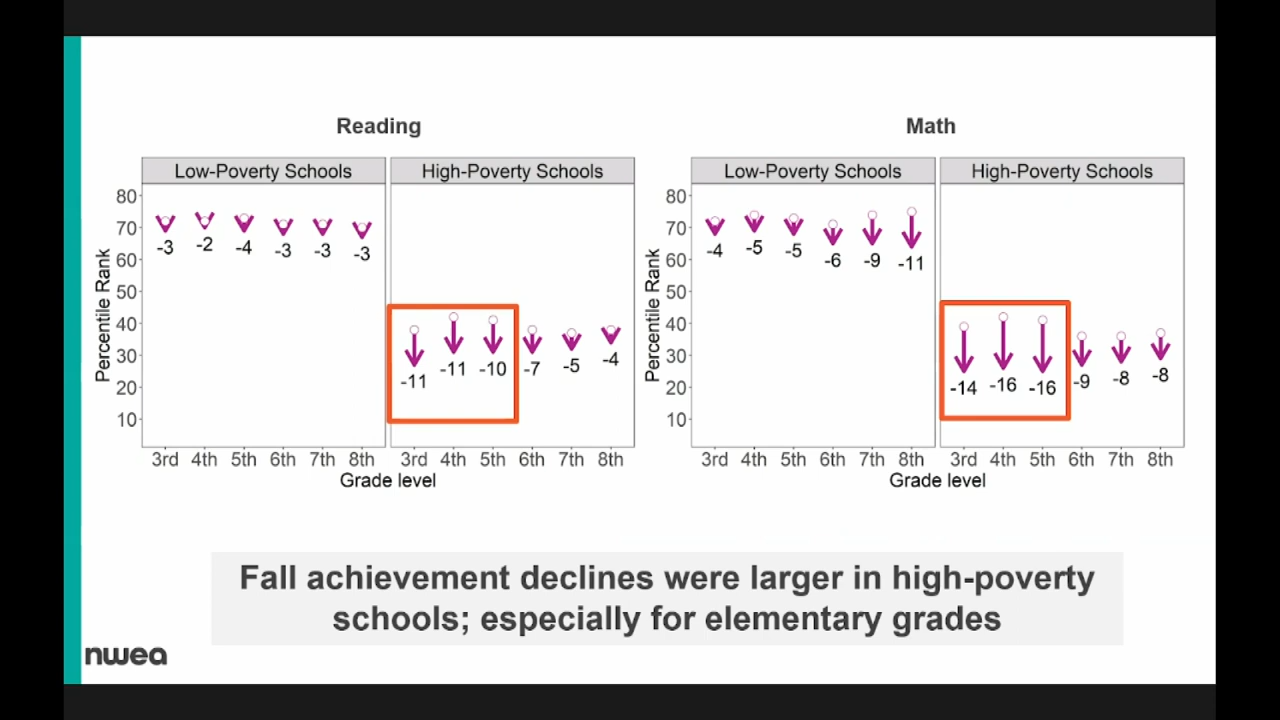 Reading
Math
Low-Poverty Schools
High-Poverty Schools
80
70
60
50
40
30
20
10
Percentile Rank
-3
-2
-4
-3
-3
-3
-11
-11
-10
-7
-5
-4
3rd 4th 5th 6th 7th 8th
3rd 4th 5th 6th 7th 8th
Grade level
Low-Poverty Schools
High-Poverty Schools
80
70
60
50
40
30
20
10
Percentile Rank
-4
-5
-5
-6
-9
-11
-14
-16
-16
-9
-8
-8
3rd 4th 5th 6th 7th 8th
3rd 4th 5th 6th 7th 8th
Grade level
Fall achievement declines were larger in high-poverty
schools; especially for elementary grades
nwea